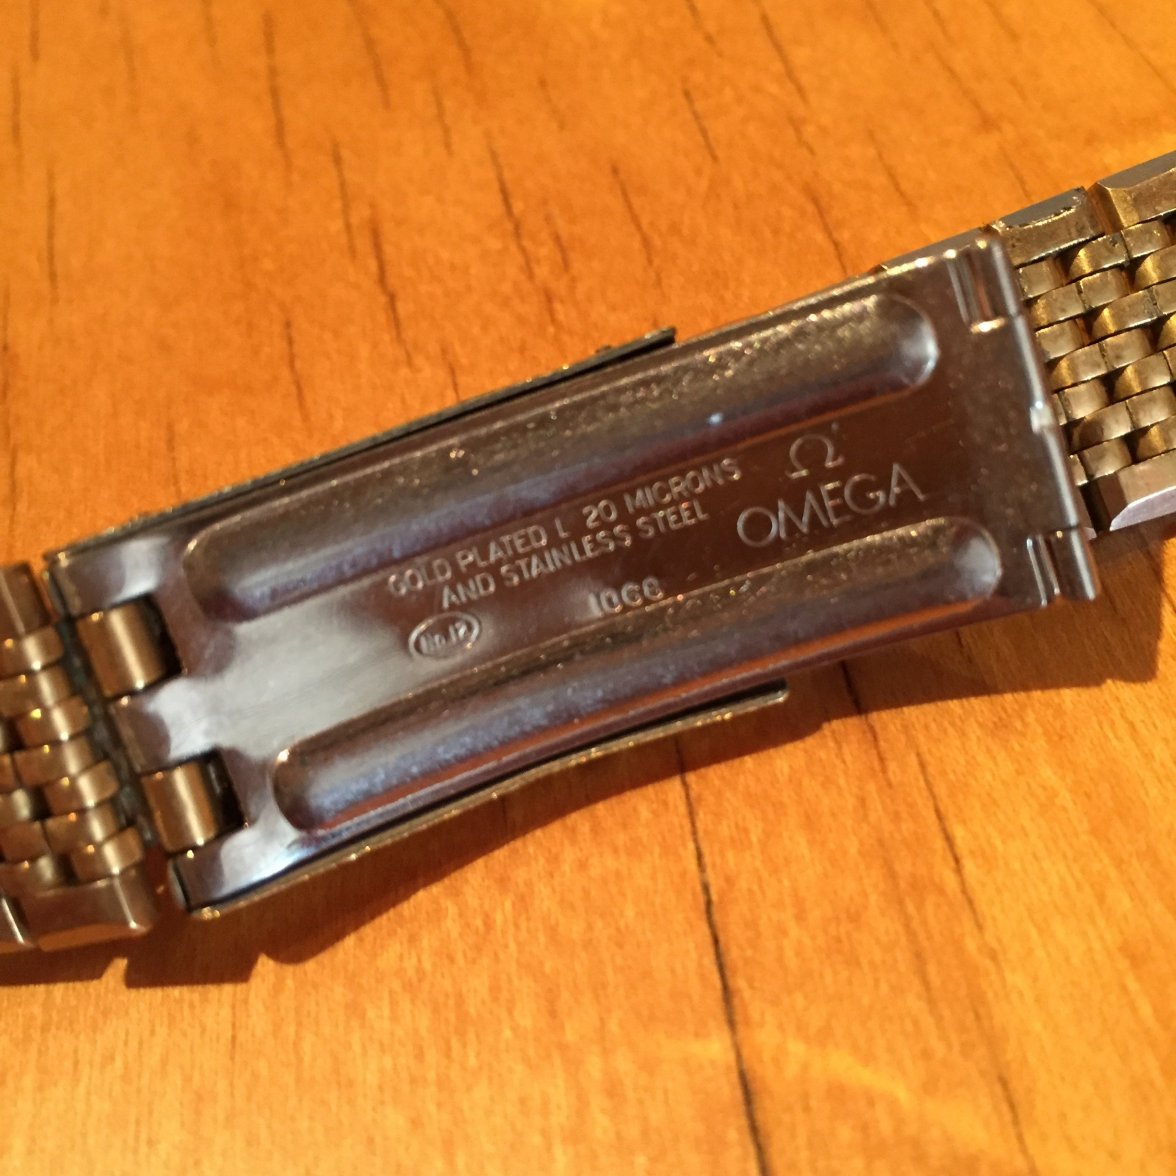 Ω
OMEGA
GOLD PLATED L 20 MICRONS
AND STAINLESS STEEL
No.12
1068